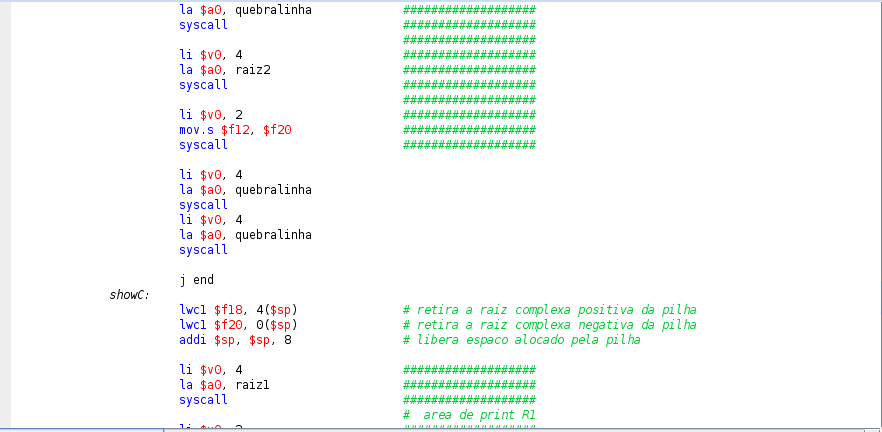 la $a0, quebralinha ###################
syscall ###################
###################
li $v0, 4 ###################
la $a0, raiz2 ###################
syscall ###################
###################
li $v0, 2 ###################
mov.s $f12, $f20 ###################
syscall ###################
li $v0, 4
la $a0, quebralinha
syscall
li $v0, 4
la $a0, quebralinha
syscall
j end
showC:
lwc1 $f18, 4($sp) # retira a raiz complexa positiva da pilha
lwc1 $f20, 0($sp) # retira a raiz complexa negativa da pilha
addi $sp, $sp, 8 # libera espaco alocado pela pilha
li $v0, 4 ###################
la $a0, raiz1 ###################
syscall ###################
# area de print R1